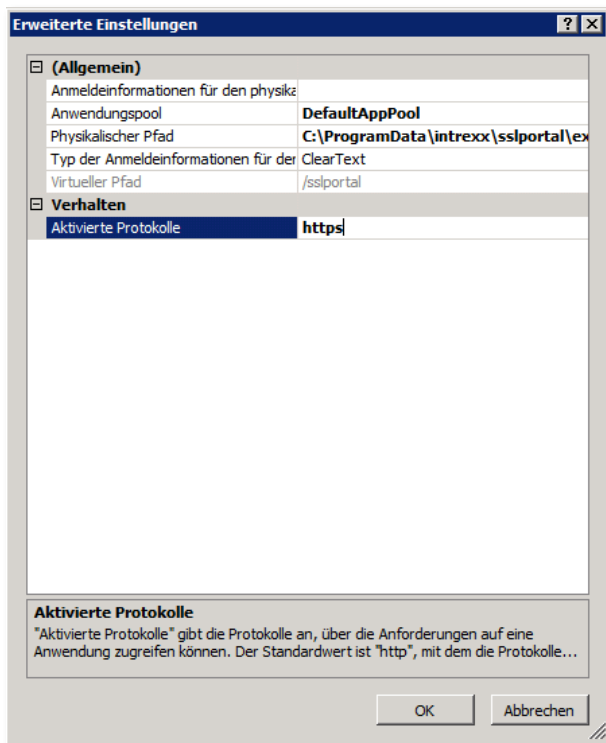 Erweiterte Einstellungen
(Allgemein)
Anmeldeinformationen für den physika
Anwendungspool DefaultAppPool
Physikalischer Pfad C:\ProgramData\intrexx\sslportal\ex
Typ der Anmeldeinformationen für der ClearText
Virtueller Pfad /sslportal
Verhalten
Aktivierte Protokolle https
Aktivierte Protokolle
"Aktivierte Protokolle" gibt die Protokolle an, über die Anforderungen auf eine
Anwendung zugreifen können. Der Standardwert ist "http", mit dem die Protokolle...
OK Abbrechen